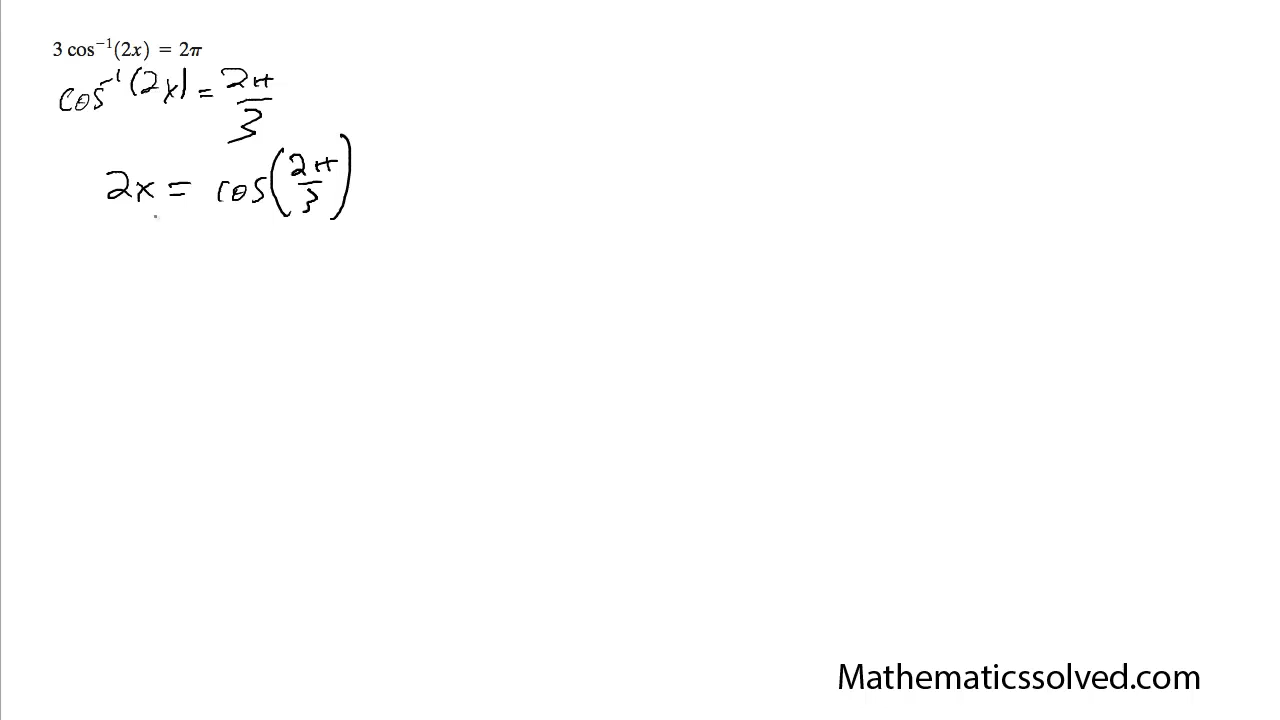 3 cos⁻¹(2x) = 2π
cos⁻¹(2x) = 2π/3
2x = cos(2π/3)
Mathematicssolved.com